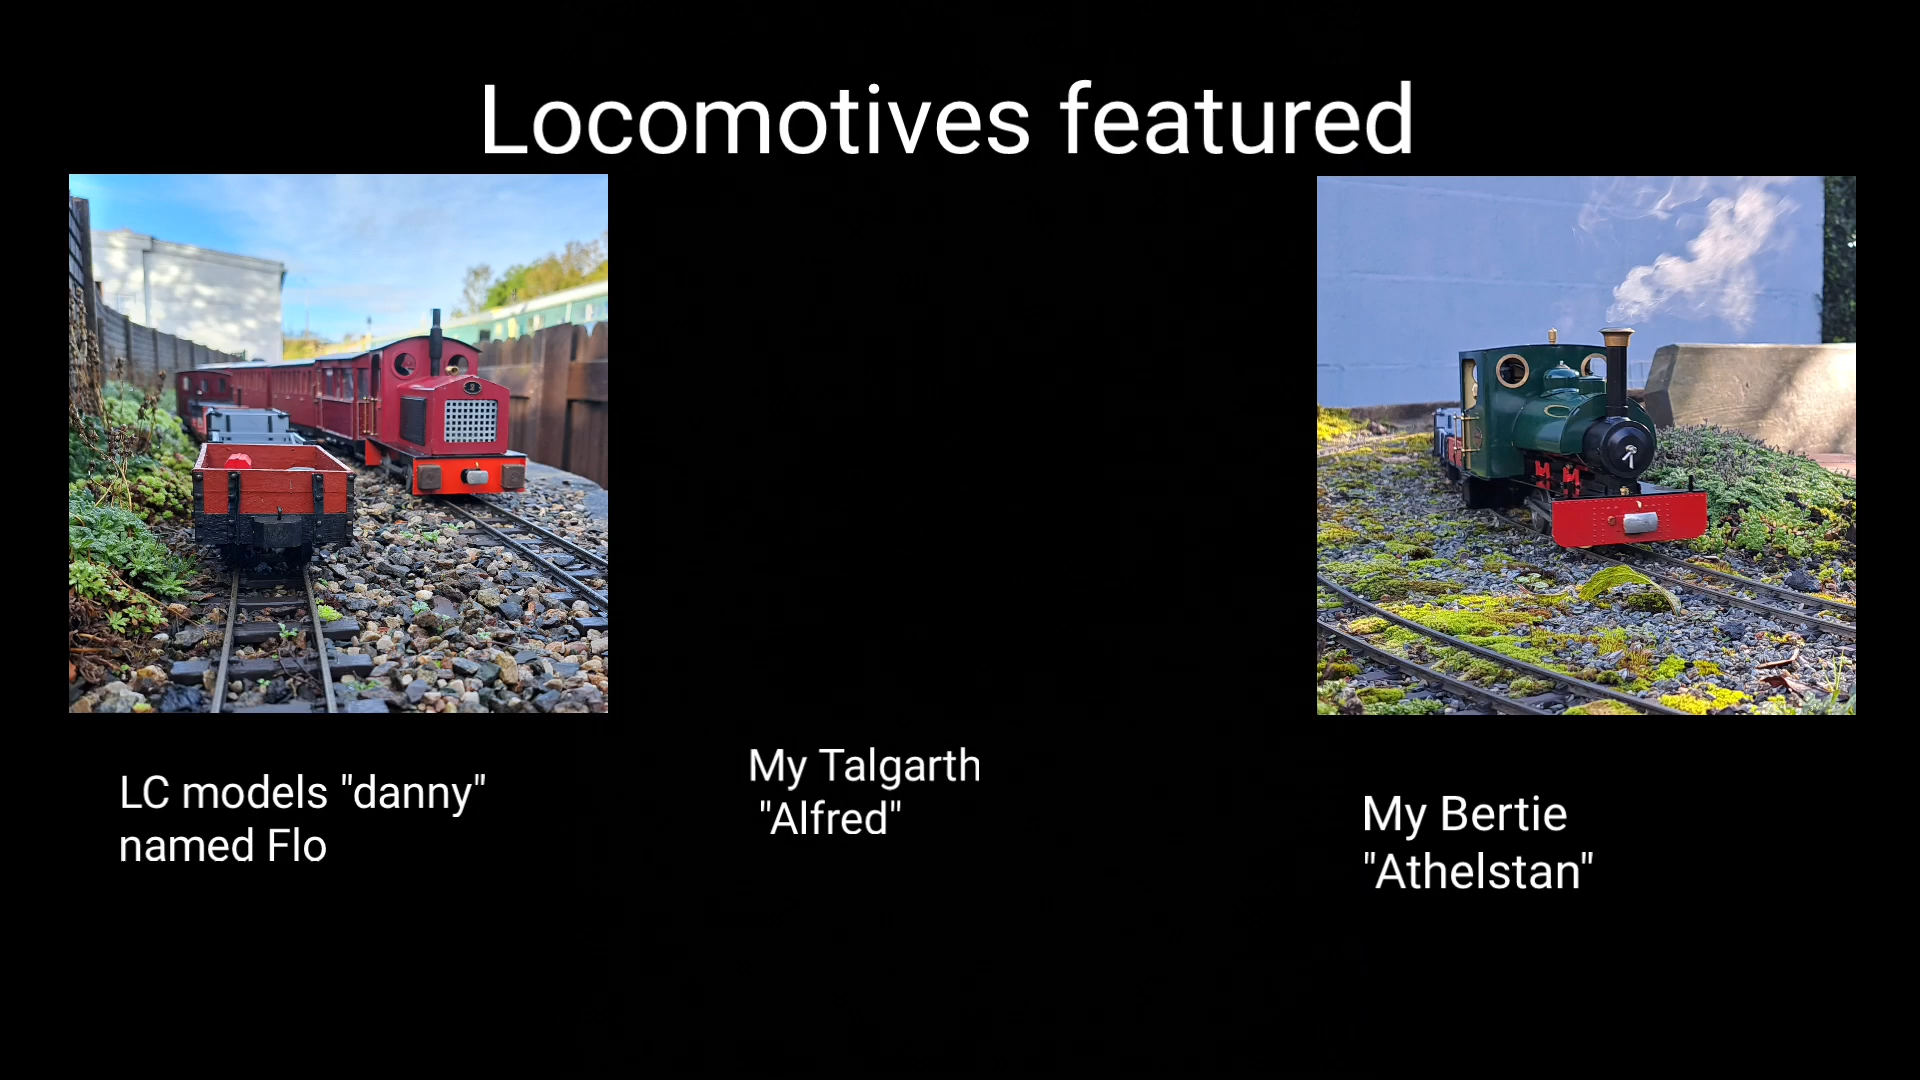 Locomotives featured
LC models "danny"
named Flo
My Talgarth
"Alfred"
My Bertie
"Athelstan"